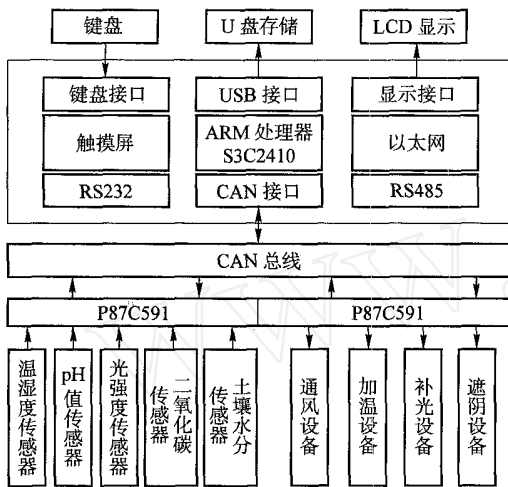 键盘
U 盘存储
LCD 显示
键盘接口
USB 接口
显示接口
触摸屏
ARM 处理器
S3C2410
以太网
RS232
CAN 接口
RS485
CAN 总线
P87C591
P87C591
温湿度传感器
pH值传感器
光强度传感器
二氧化碳
传感器
土壤水分
传感器
通风设备
加温设备
补光设备
遮阴设备
WWW.